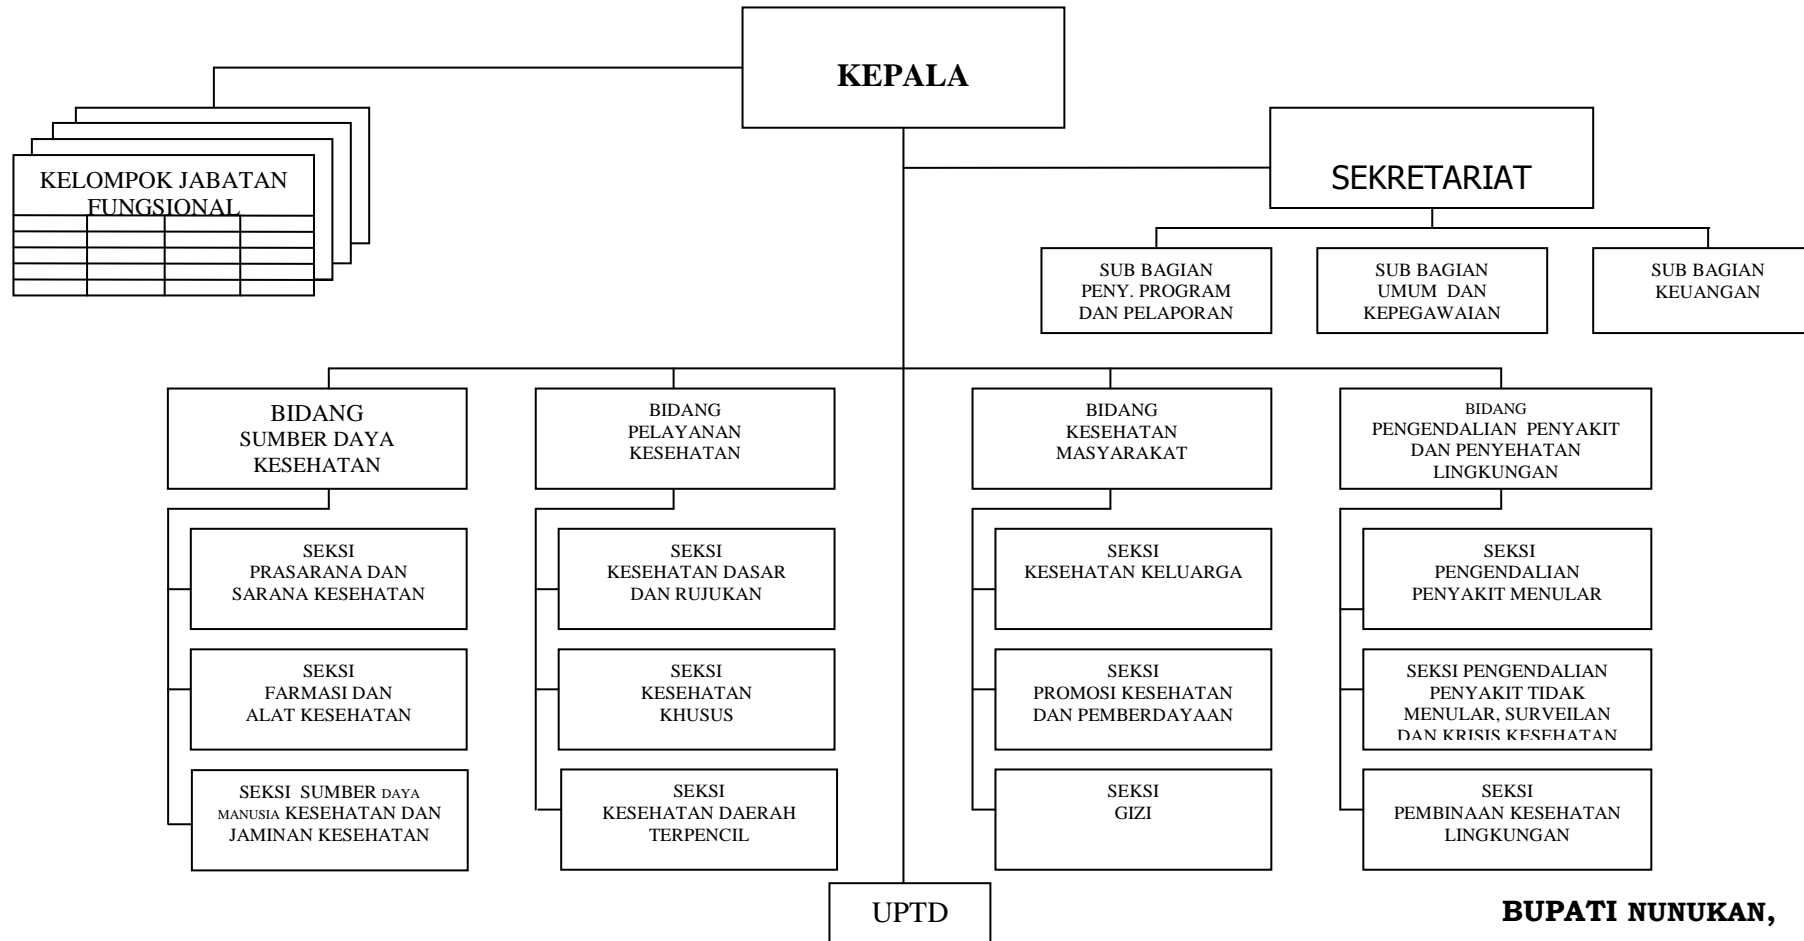 KEPALA
KELOMPOK JABATAN
FUNGSIONAL
SEKRETARIAT
SUB BAGIAN
PENY. PROGRAM
DAN PELAPORAN
SUB BAGIAN
UMUM DAN
KEPEGAWAIAN
SUB BAGIAN
KEUANGAN
BIDANG
SUMBER DAYA
KESEHATAN
BIDANG
PELAYANAN
KESEHATAN
BIDANG
KESEHATAN
MASYARAKAT
BIDANG
PENGENDALIAN PENYAKIT
DAN PENYEHATAN
LINGKUNGAN
SEKSI
PRASARANA DAN
SARANA KESEHATAN
SEKSI
KESEHATAN DASAR
DAN RUJUKAN
SEKSI
KESEHATAN KELUARGA
SEKSI
PENGENDALIAN
PENYAKIT MENULAR
SEKSI
FARMASI DAN
ALAT KESEHATAN
SEKSI
KESEHATAN
KHUSUS
SEKSI
PROMOSI KESEHATAN
DAN PEMBERDAYAAN
SEKSI PENGENDALIAN
PENYAKIT TIDAK
MENULAR, SURVEILAN
DAN KRISIS KESEHATAN
SEKSI SUMBER DAYA
MANUSIA KESEHATAN DAN
JAMINAN KESEHATAN
SEKSI
KESEHATAN DAERAH
TERPENCIL
SEKSI
GIZI
SEKSI
PEMBINAAN KESEHATAN
LINGKUNGAN
UPTD
BUPATI NUNUKAN,